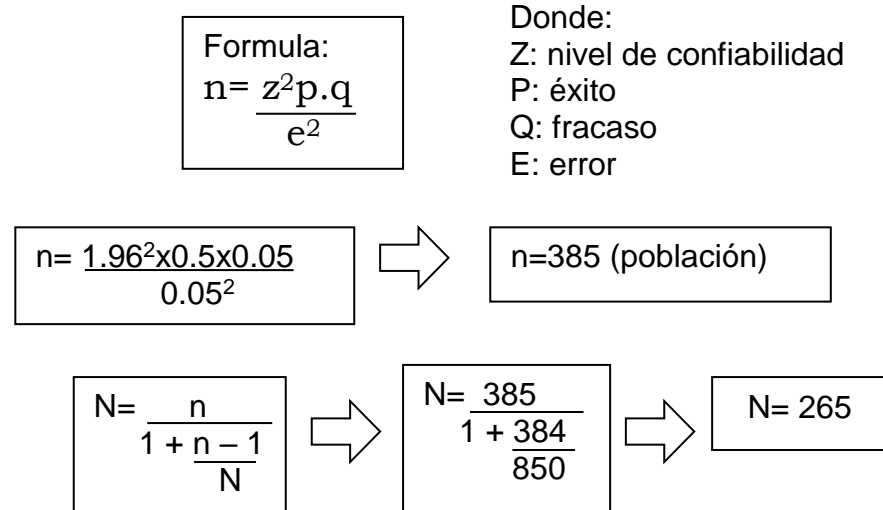 Formula:
n= z²p.q
e²
Donde:
Z: nivel de confiabilidad
P: éxito
Q: fracaso
E: error
n= 1.96²x0.5x0.05
0.05²
n=385 (población)
N= n
1 + n – 1
N
N= 385
1 + 384
850
N= 265